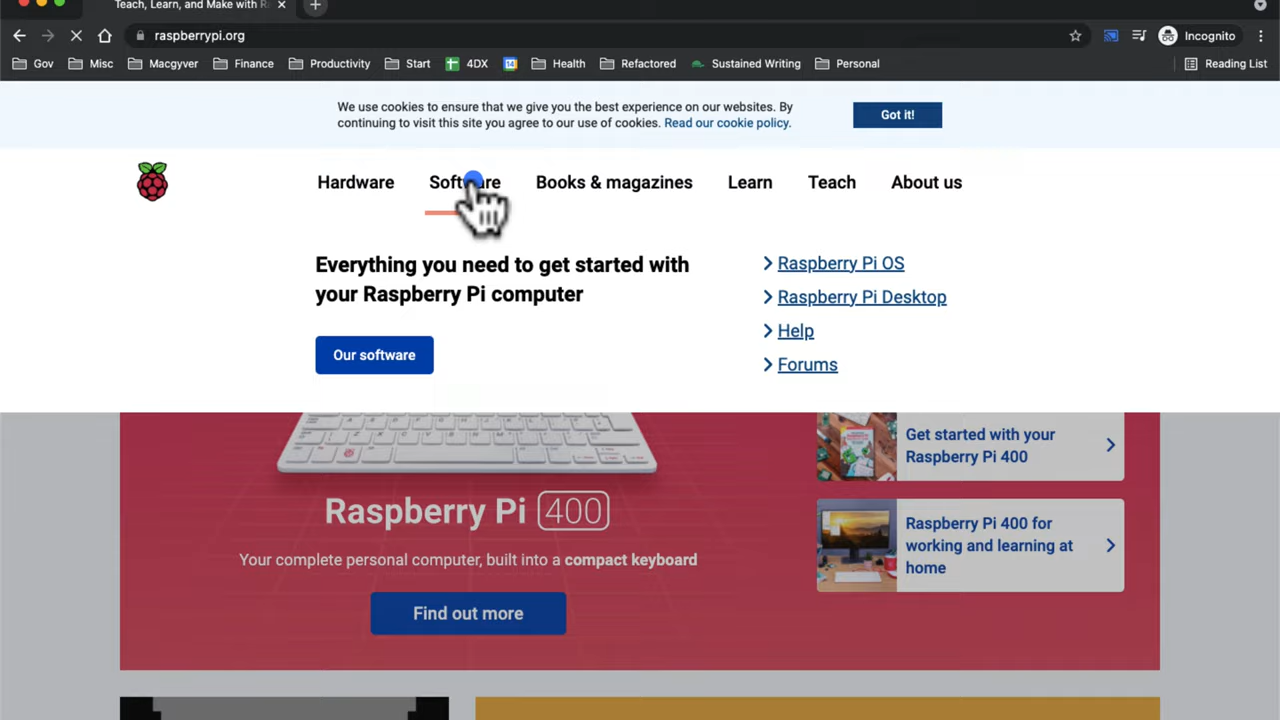 Teach, Learn, and Make with R
raspberrypi.org
Incognito
Gov
Misc
Macgyver
Finance
Productivity
Start
4DX
Health
Refactored
Sustained Writing
Personal
Reading List
We use cookies to ensure that we give you the best experience on our websites. By
continuing to visit this site you agree to our use of cookies. Read our cookie policy.
Got it!
Hardware
Software
Books & magazines
Learn
Teach
About us
Everything you need to get started with
your Raspberry Pi computer
Our software
Raspberry Pi OS
Raspberry Pi Desktop
Help
Forums
Get started with your
Raspberry Pi 400
Raspberry Pi 400
Your complete personal computer, built into a compact keyboard
Find out more
Raspberry Pi 400 for
working and learning at
home